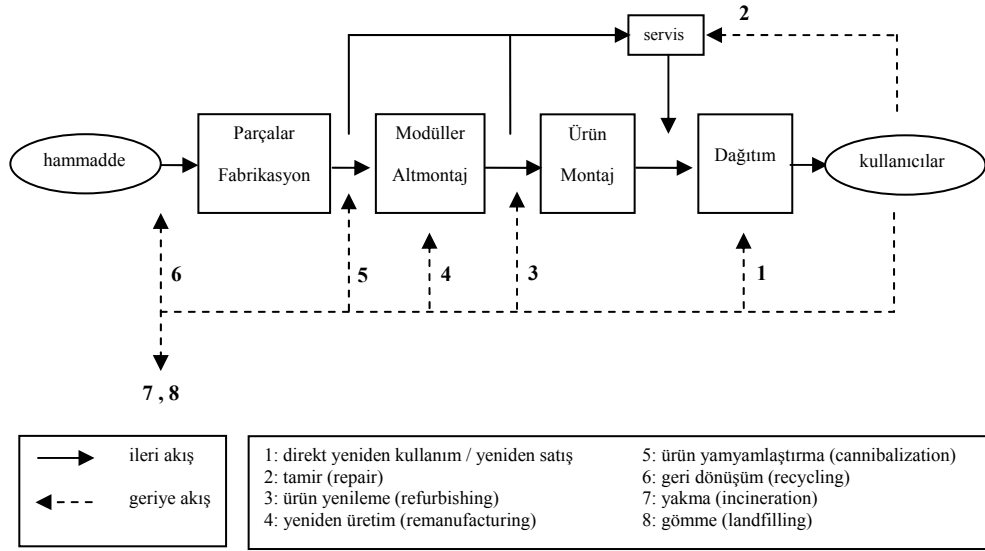 2
servis
hammadde
Parçalar
Fabrikasyon
Modüller
Altmontaj
Ürün
Montaj
Dağıtım
kullanıcılar
6
5
4
3
1
7 , 8
ileri akış
geriye akış
1: direkt yeniden kullanım / yeniden satış
2: tamir (repair)
3: ürün yenileme (refurbishing)
4: yeniden üretim (remanufacturing)
5: ürün yamyamlaştırma (cannibalization)
6: geri dönüşüm (recycling)
7: yakma (incineration)
8: gömme (landfilling)